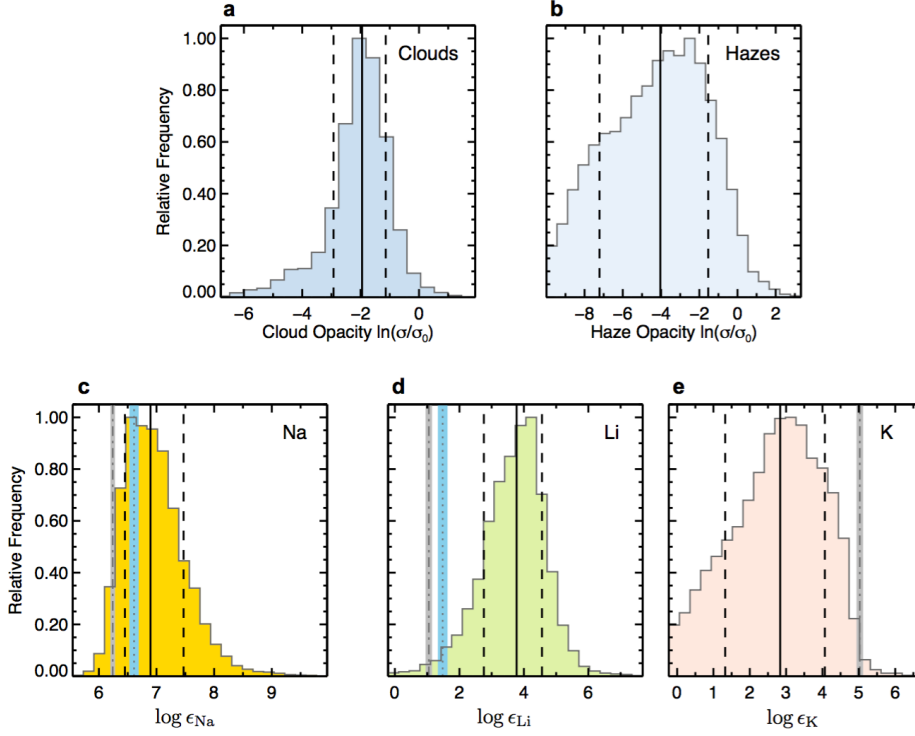 a
b
Clouds
Hazes
Relative Frequency
1.00
0.80
0.60
0.40
0.20
0.00
−6 −4 −2 0
−8 −6 −4 −2 0 2
Cloud Opacity ln(σ/σ0)
Haze Opacity ln(σ/σ0)
c
d
e
Na
Li
K
Relative Frequency
1.00
0.80
0.60
0.40
0.20
0.00
6 7 8 9
0 2 4 6
0 1 2 3 4 5 6
log ϵNa
log ϵLi
log ϵK